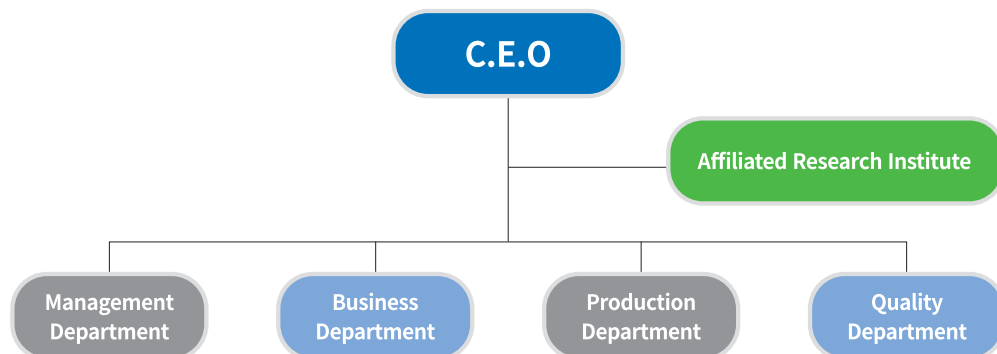 C.E.O
Affiliated Research Institute
Management
Department
Business
Department
Production
Department
Quality
Department